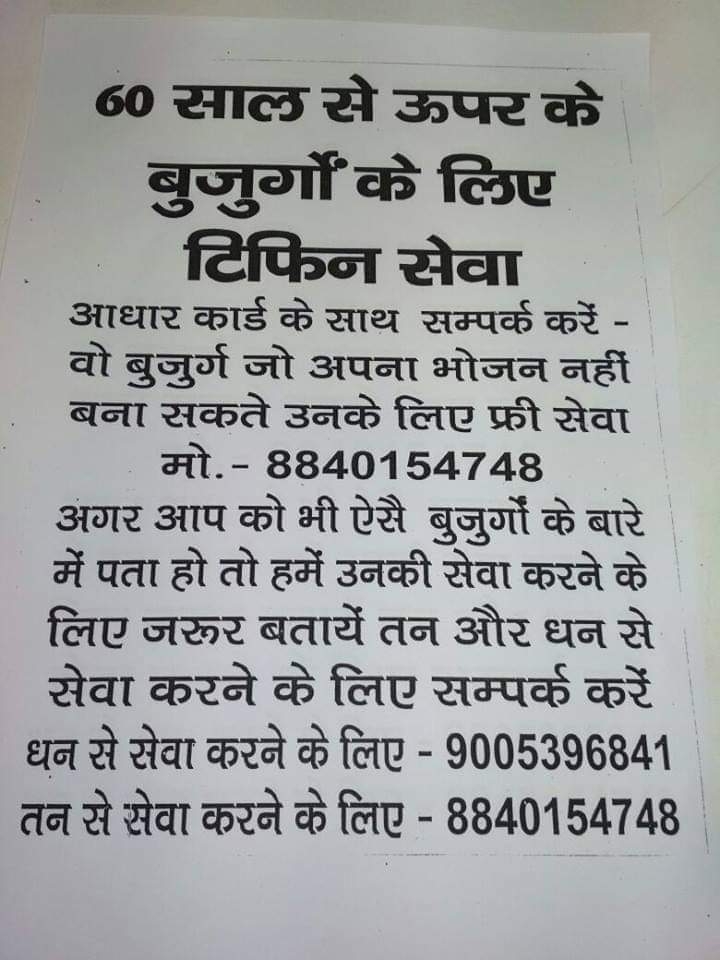 60 साल से ऊपर के
बुजुर्गों के लिए
टिफिन सेवा
आधार कार्ड के साथ सम्पर्क करें -
वो बुजुर्ग जो अपना भोजन नहीं
बना सकते उनके लिए फ्री सेवा
मो.- 8840154748
अगर आप को भी ऐसै बुजुर्गों के बारे
में पता हो तो हमें उनकी सेवा करने के
लिए जरुर बतायें तन और धन से
सेवा करने के लिए सम्पर्क करें
धन से सेवा करने के लिए - 9005396841
तन से सेवा करने के लिए - 8840154748